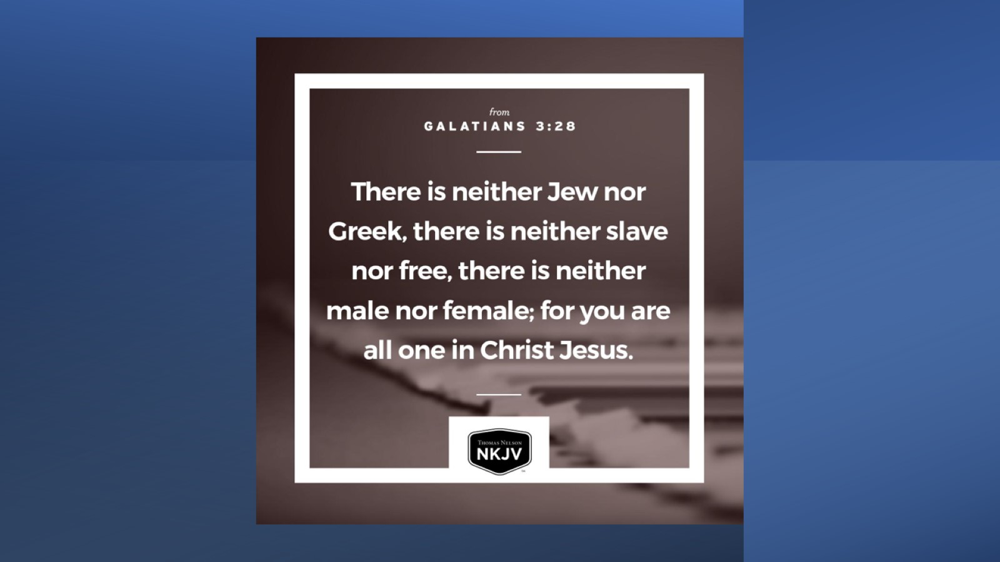 from
GALATIANS 3:28
There is neither Jew nor
Greek, there is neither slave
nor free, there is neither
male nor female; for you are
all one in Christ Jesus.
THOMAS NELSON
NKJV